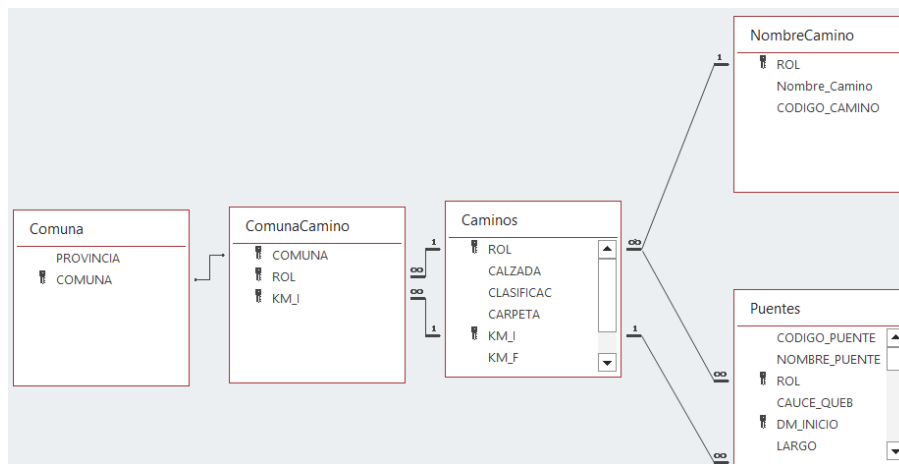 NombreCamino
ROL
Nombre_Camino
CODIGO_CAMINO
Comuna
PROVINCIA
COMUNA
ComunaCamino
COMUNA
ROL
KM_I
Caminos
ROL
CALZADA
CLASIFICAC
CARPETA
KM_I
KM_F
Puentes
CODIGO_PUENTE
NOMBRE_PUENTE
ROL
CAUCE_QUEB
DM_INICIO
LARGO
1
∞
1
∞
1
∞
1
∞
∞